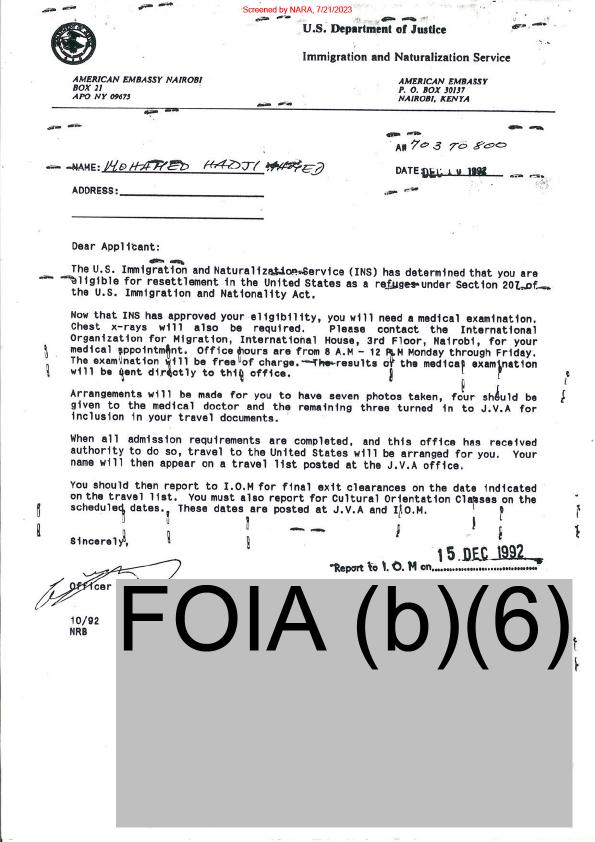 Screened by NARA, 7/21/2023
U.S. Department of Justice
Immigration and Naturalization Service
AMERICAN EMBASSY NAIROBI
BOX 21
APO NY 09675
AMERICAN EMBASSY
P. O. BOX 30137
NAIROBI, KENYA
A# 703 70 800
NAME: MOHAMED HADJI
DATE DEC 10 1992
ADDRESS:
Dear Applicant:
The U.S. Immigration and Naturalization Service (INS) has determined that you are
eligible for resettlement in the United States as a refugee under Section 207 of
the U.S. Immigration and Nationality Act.
Now that INS has approved your eligibility, you will need a medical examination.
Chest x-rays will also be required. Please contact the International
Organization for Migration, International House, 3rd Floor, Nairobi, for your
medical appointment. Office hours are from 8 A.M - 12 P.M Monday through Friday.
The examination will be free of charge. The results of the medical examination
will be sent directly to this office.
Arrangements will be made for you to have seven photos taken, four should be
given to the medical doctor and the remaining three turned in to J.V.A for
inclusion in your travel documents.
When all admission requirements are completed, and this office has received
authority to do so, travel to the United States will be arranged for you. Your
name will then appear on a travel list posted at the J.V.A office.
You should then report to I.O.M for final exit clearances on the date indicated
on the travel list. You must also report for Cultural Orientation Classes on the
scheduled dates. These dates are posted at J.V.A and I.O.M.
Sincerely,
15 DEC 1992
"Report to I. O. M on
Officer
FOIA (b)(6)
10/92
NRB